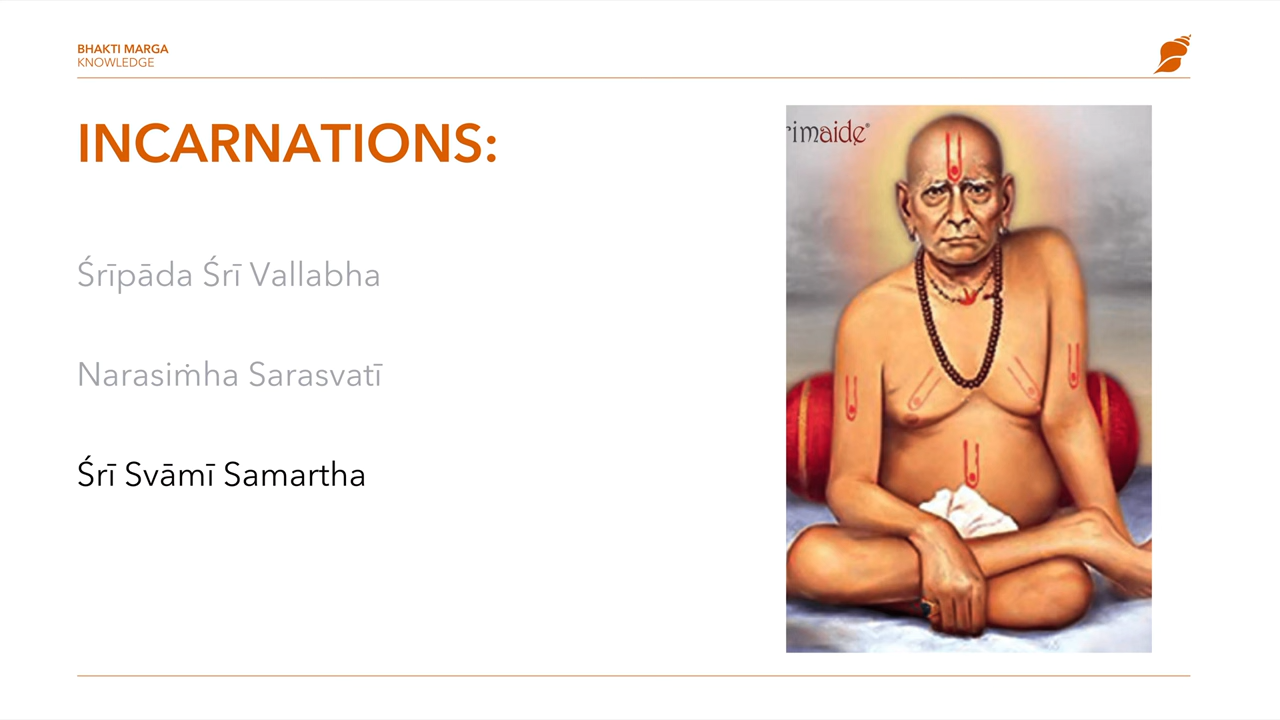 BHAKTI MARGA
KNOWLEDGE
INCARNATIONS:
rimaide®
Śrīpāda Śrī Vallabha
Narasiṁha Sarasvatī
Śrī Svāmī Samartha